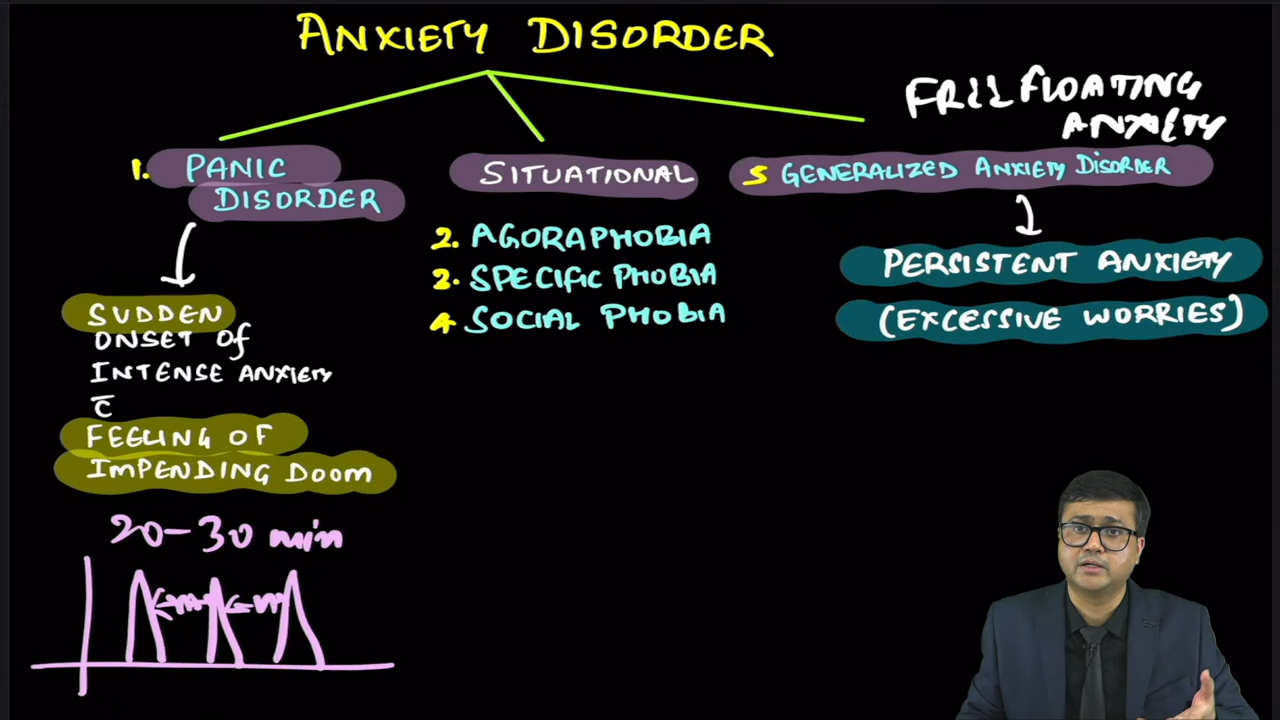 ANXIETY DISORDER
FREE FLOATING
ANXIETY
1. PANIC
DISORDER
SUDDEN
ONSET OF
INTENSE ANXIETY
c̄
FEELING OF
IMPENDING DOOM
20-30 min
SITUATIONAL
2. AGORAPHOBIA
3. SPECIFIC PHOBIA
4 SOCIAL PHOBIA
5 GENERALIZED ANXIETY DISORDER
PERSISTENT ANXIETY
(EXCESSIVE WORRIES)